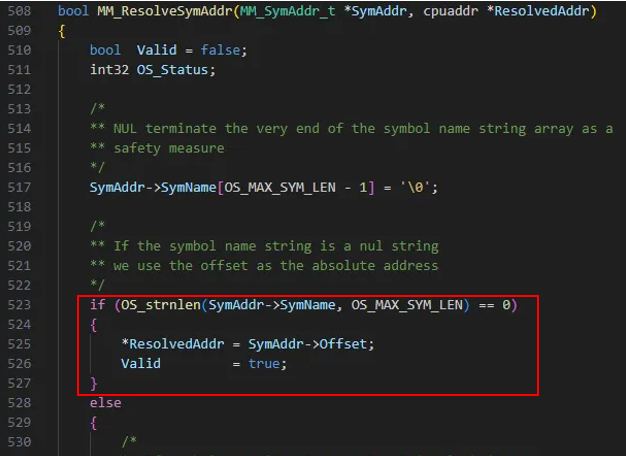 508 bool MM_ResolveSymAddr(MM_SymAddr_t *SymAddr, cpuaddr *ResolvedAddr)
509 {
510 bool Valid = false;
511 int32 OS_Status;
512
513 /*
514 ** NUL terminate the very end of the symbol name string array as a
515 ** safety measure
516 */
517 SymAddr->SymName[OS_MAX_SYM_LEN - 1] = '\0';
518
519 /*
520 ** If the symbol name string is a nul string
521 ** we use the offset as the absolute address
522 */
523 if (OS_strnlen(SymAddr->SymName, OS_MAX_SYM_LEN) == 0)
524 {
525 *ResolvedAddr = SymAddr->Offset;
526 Valid = true;
527 }
528 else
529 {
530 /*